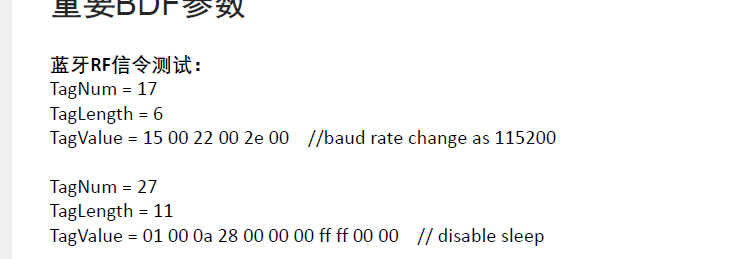 重要BDF参数
蓝牙RF信令测试：
TagNum = 17
TagLength = 6
TagValue = 15 00 22 00 2e 00    //baud rate change as 115200
TagNum = 27
TagLength = 11
TagValue = 01 00 0a 28 00 00 00 ff ff 00 00    // disable sleep